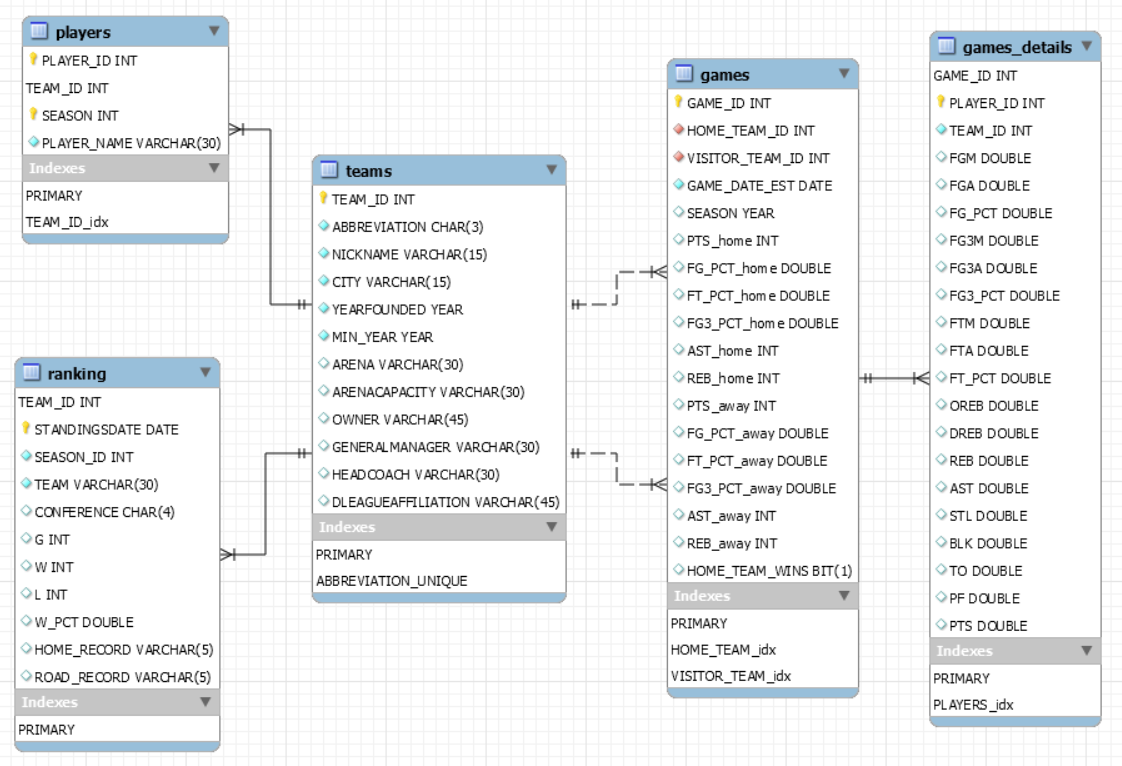 players
PLAYER_ID INT
TEAM_ID INT
SEASON INT
PLAYER_NAME VARCHAR(30)
Indexes
PRIMARY
TEAM_ID_idx
ranking
TEAM_ID INT
STANDINGSDATE DATE
SEASON_ID INT
TEAM VARCHAR(30)
CONFERENCE CHAR(4)
G INT
W INT
L INT
W_PCT DOUBLE
HOME_RECORD VARCHAR(5)
ROAD_RECORD VARCHAR(5)
Indexes
PRIMARY
teams
TEAM_ID INT
ABBREVIATION CHAR(3)
NICKNAME VARCHAR(15)
CITY VARCHAR(15)
YEARFOUNDED YEAR
MIN_YEAR YEAR
ARENA VARCHAR(30)
ARENACAPACITY VARCHAR(30)
OWNER VARCHAR(45)
GENERALMANAGER VARCHAR(30)
HEADCOACH VARCHAR(30)
DLEAGUEAFFILIATION VARCHAR(45)
Indexes
PRIMARY
ABBREVIATION_UNIQUE
games
GAME_ID INT
HOME_TEAM_ID INT
VISITOR_TEAM_ID INT
GAME_DATE_EST DATE
SEASON YEAR
PTS_home INT
FG_PCT_home DOUBLE
FT_PCT_home DOUBLE
FG3_PCT_home DOUBLE
AST_home INT
REB_home INT
PTS_away INT
FG_PCT_away DOUBLE
FT_PCT_away DOUBLE
FG3_PCT_away DOUBLE
AST_away INT
REB_away INT
HOME_TEAM_WINS BIT(1)
Indexes
PRIMARY
HOME_TEAM_idx
VISITOR_TEAM_idx
games_details
GAME_ID INT
PLAYER_ID INT
TEAM_ID INT
FGM DOUBLE
FGA DOUBLE
FG_PCT DOUBLE
FG3M DOUBLE
FG3A DOUBLE
FG3_PCT DOUBLE
FTM DOUBLE
FTA DOUBLE
FT_PCT DOUBLE
OREB DOUBLE
DREB DOUBLE
REB DOUBLE
AST DOUBLE
STL DOUBLE
BLK DOUBLE
TO DOUBLE
PF DOUBLE
PTS DOUBLE
Indexes
PRIMARY
PLAYERS_idx